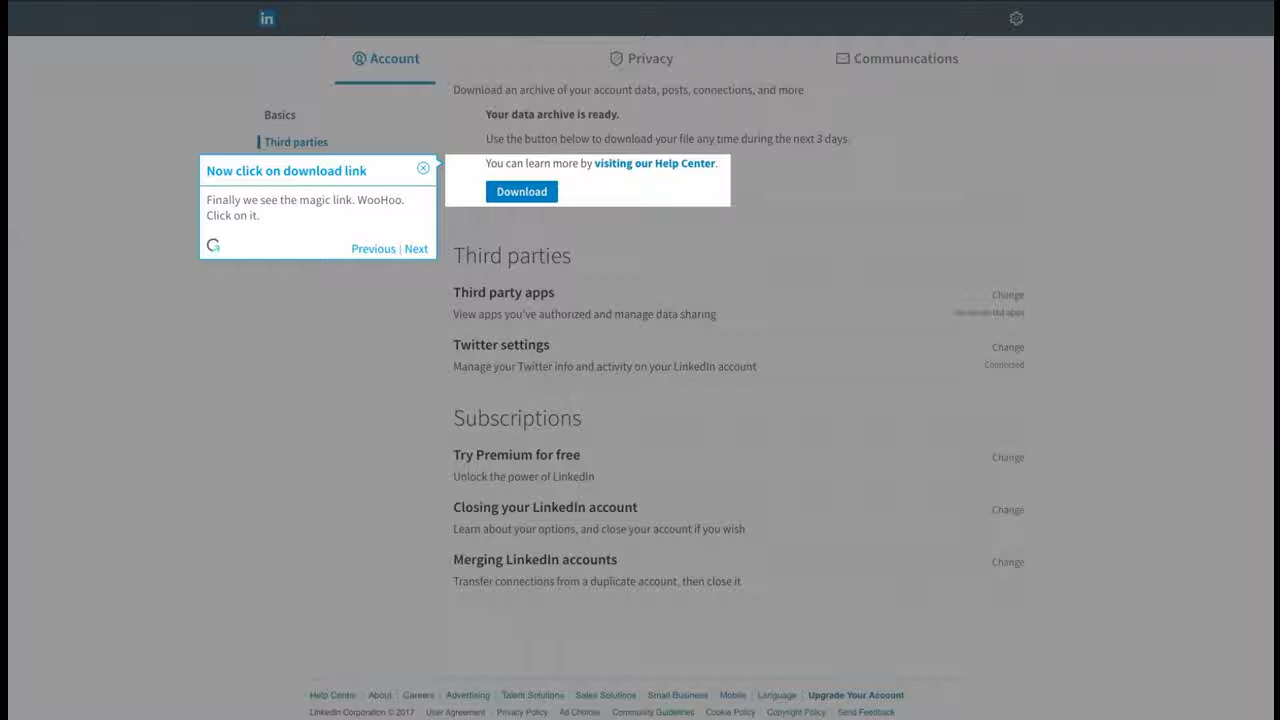 in
Account
Privacy
Communications
Download an archive of your account data, posts, connections, and more
Basics
Your data archive is ready.
Use the button below to download your file any time during the next 3 days.
Third parties
You can learn more by visiting our Help Center.
Download
Now click on download link
Finally we see the magic link. WooHoo.
Click on it.
Previous | Next
Third parties
Third party apps
Change
View apps you've authorized and manage data sharing
apps
Twitter settings
Change
Manage your Twitter info and activity on your LinkedIn account
Connected
Subscriptions
Try Premium for free
Change
Unlock the power of LinkedIn
Closing your LinkedIn account
Change
Learn about your options, and close your account if you wish
Merging LinkedIn accounts
Change
Transfer connections from a duplicate account, then close it
Help Center | About | Careers | Advertising | Talent Solutions | Sales Solutions | Small Business | Mobile | Language | Upgrade Your Account
LinkedIn Corporation © 2017 | User Agreement | Privacy Policy | Ad Choices | Community Guidelines | Cookie Policy | Copyright Policy | Send Feedback